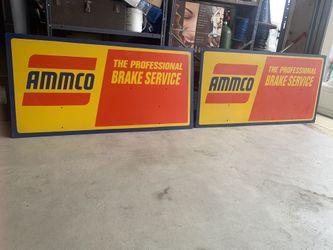 AMMCO
THE PROFESSIONAL
BRAKE SERVICE
AMMCO
THE PROFESSIONAL
BRAKE SERVICE